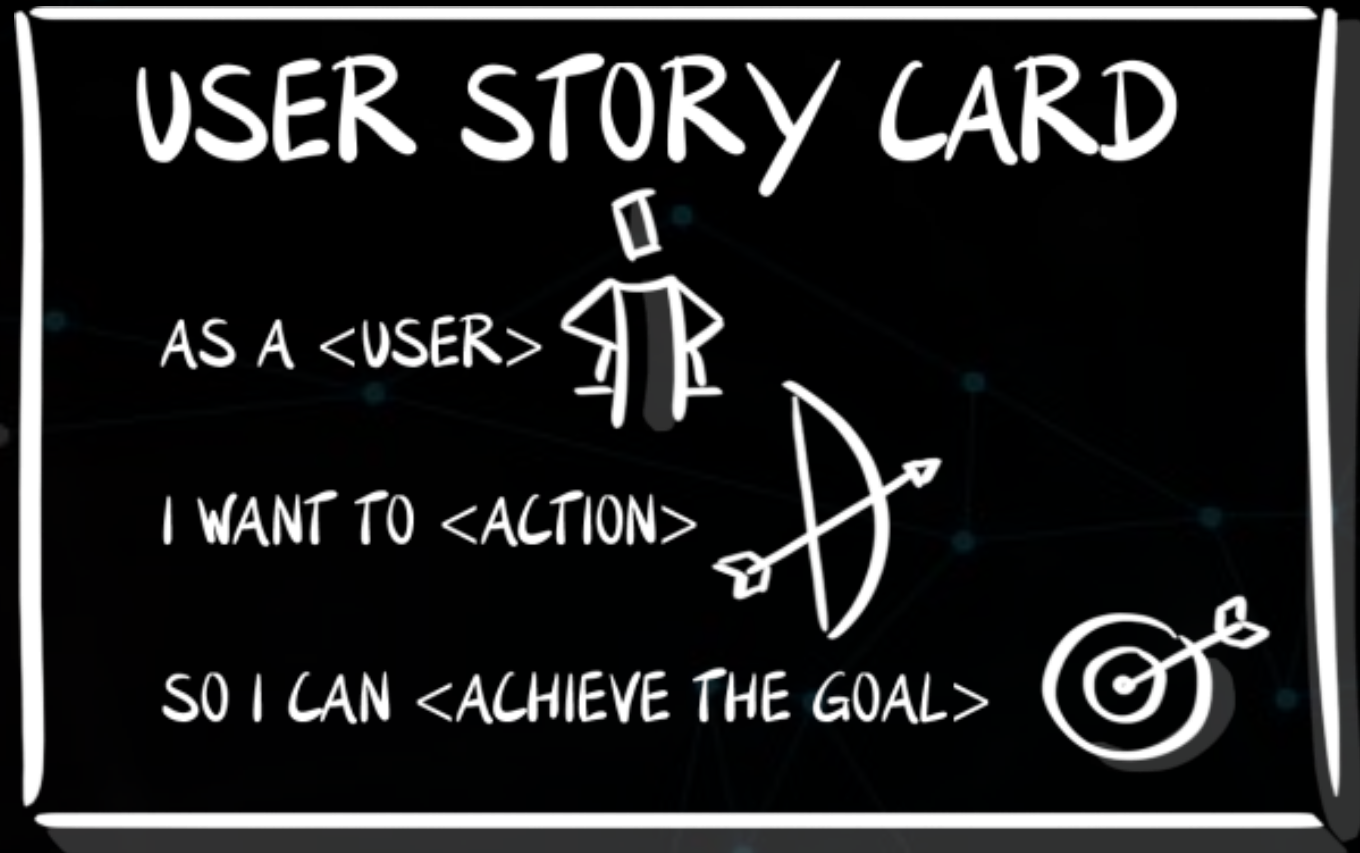 USER STORY CARD
AS A <USER>
I WANT TO <ACTION>
SO I CAN <ACHIEVE THE GOAL>